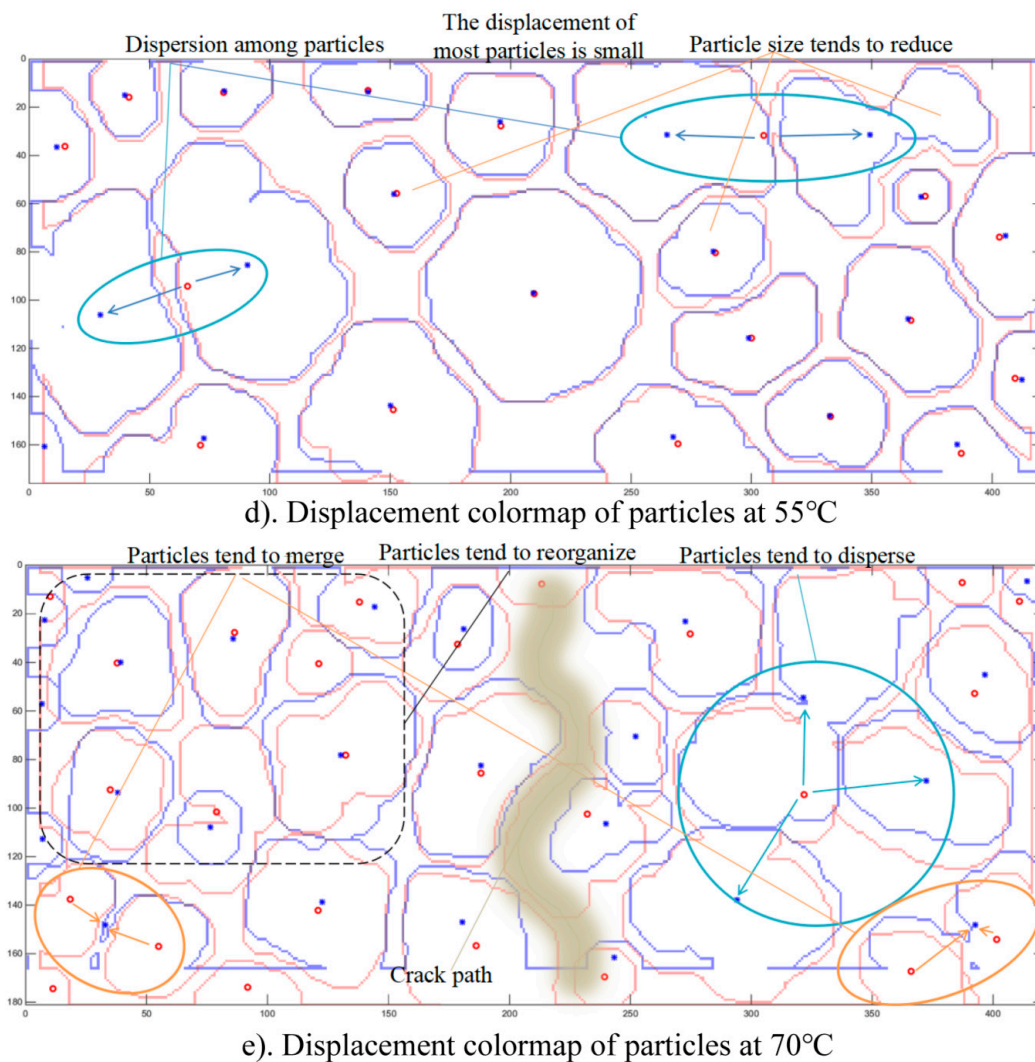 The displacement of
Dispersion among particles
most particles is small
Particle size tends to reduce
0
20
40
60
80
100
120
140
160
0 50 100 150 200 250 300 350 400
d). Displacement colormap of particles at 55℃
Particles tend to merge
Particles tend to reorganize
Particles tend to disperse
0
20
40
60
80
100
120
140
160
180
0 50 100 150 200 250 300 350 400
Crack path
e). Displacement colormap of particles at 70℃